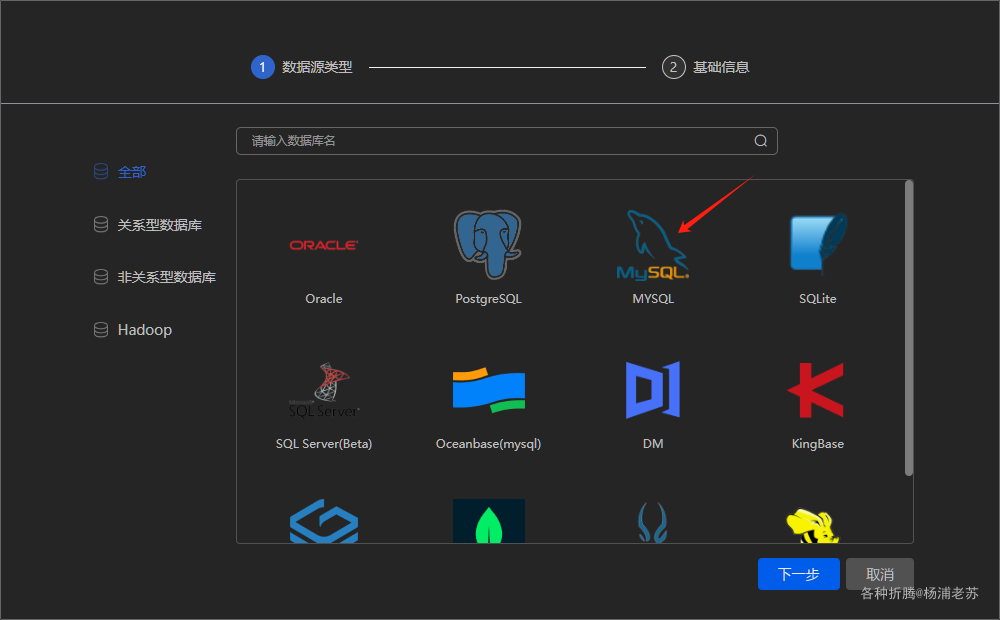 1 数据源类型 2 基础信息
请输入数据库名
全部
关系型数据库
非关系型数据库
Hadoop
ORACLE MySQL
Oracle PostgreSQL MYSQL SQLite
Microsoft SQL Server
SQL Server(Beta) Oceanbase(mysql) DM KingBase
下一步 取消
各种折腾@杨浦老苏